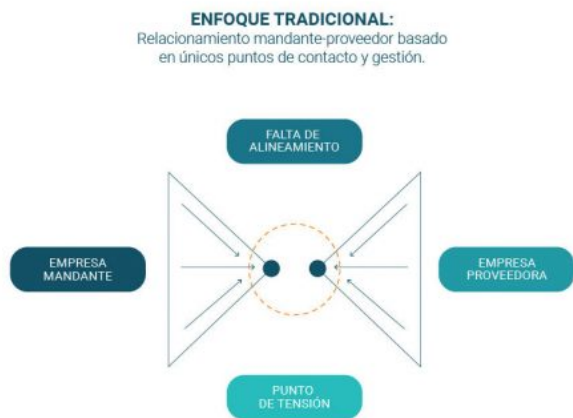 ENFOQUE TRADICIONAL:
Relacionamiento mandante-proveedor basado
en únicos puntos de contacto y gestión.
FALTA DE
ALINEAMIENTO
EMPRESA
MANDANTE
EMPRESA
PROVEEDORA
PUNTO
DE TENSIÓN